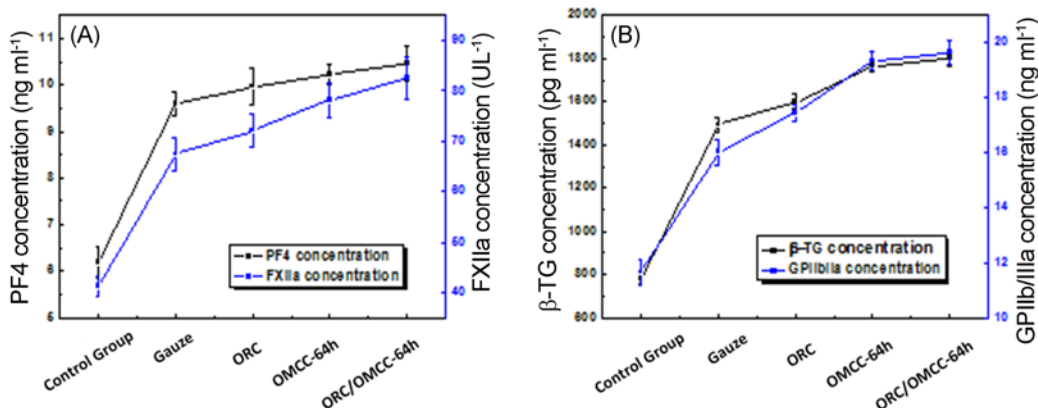 (A)
PF4 concentration (ng ml-1)
11
10
9
8
7
6
5
PF4 concentration
FXIIa concentration
90
80
70
60
50
40
FXIIa concentration (UL-1)
Control Group
Gauze
ORC
OMCC-64h
ORC/OMCC-64h
(B)
β-TG concentration (pg ml-1)
2000
1800
1600
1400
1200
1000
800
600
β-TG concentration
GPIIbIIIa concentration
20
18
16
14
12
10
GPIIb/IIIa concentration (ng ml-1)
Control Group
Gauze
ORC
OMCC-64h
ORC/OMCC-64h